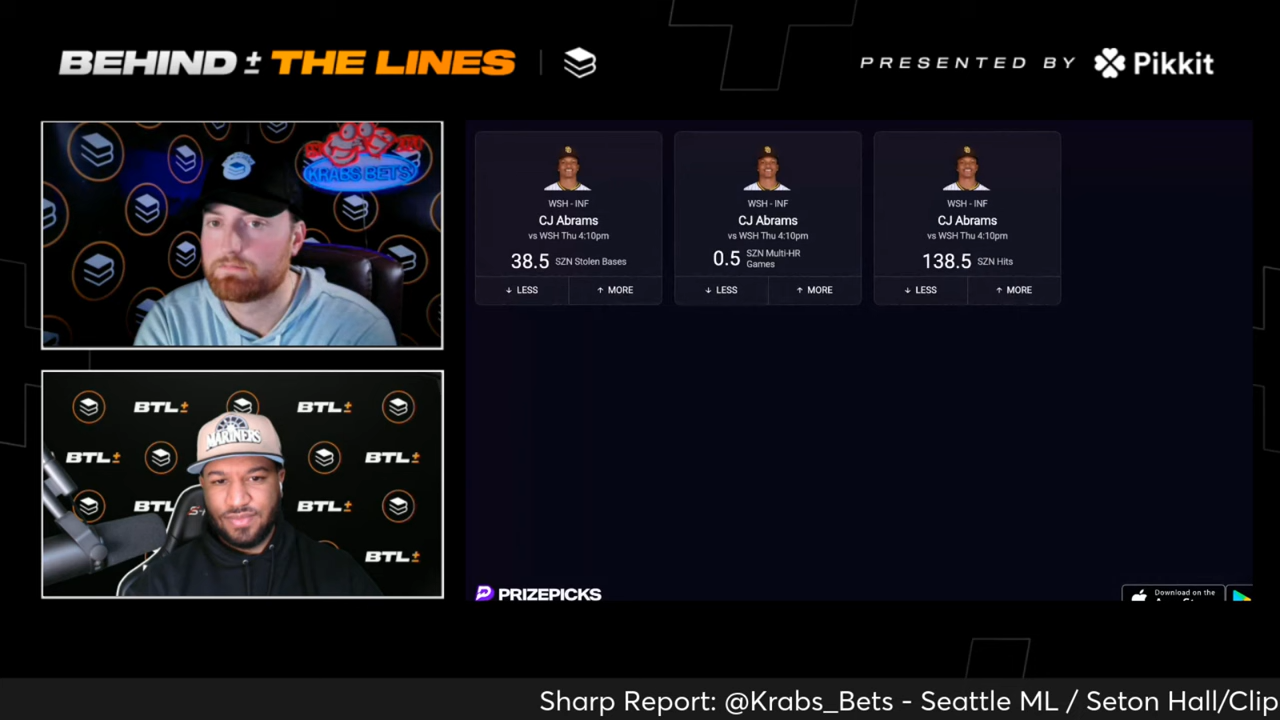 BEHIND ± THE LINES
PRESENTED BY Pikkit
KRABS BETS
WSH - INF
CJ Abrams
vs WSH Thu 4:10pm
38.5 SZN Stolen Bases
↓ LESS ↑ MORE
WSH - INF
CJ Abrams
vs WSH Thu 4:10pm
0.5 SZN Multi-HR
Games
↓ LESS ↑ MORE
WSH - INF
CJ Abrams
vs WSH Thu 4:10pm
138.5 SZN Hits
↓ LESS ↑ MORE
BTL± BTL±
MARINERS
BTL± BTL±
BTL BTL±
BTL±
PRIZEPICKS
Download on the
Sharp Report: @Krabs_Bets - Seattle ML / Seton Hall/Clip